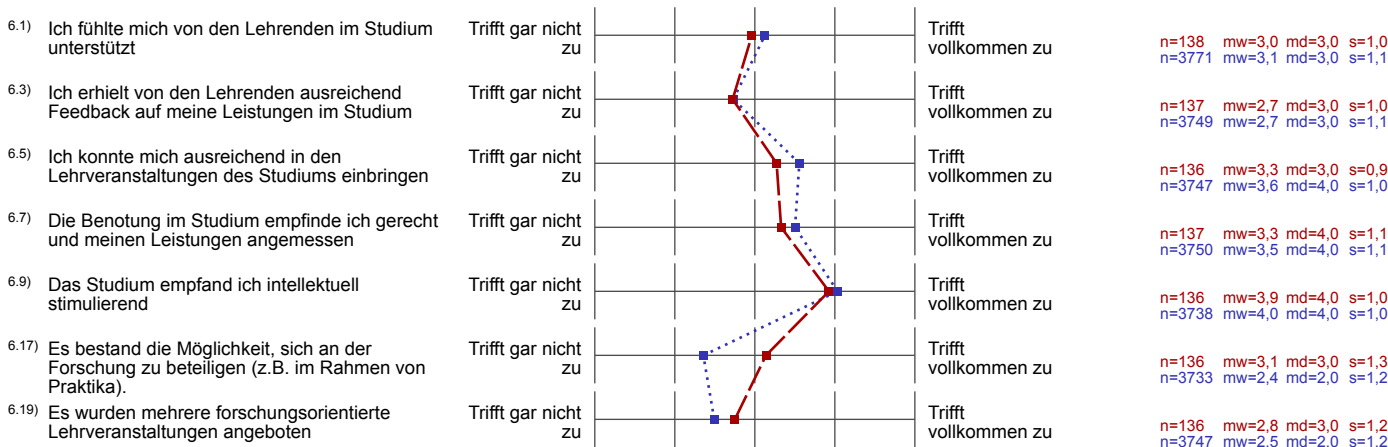 6.1) Ich fühlte mich von den Lehrenden im Studium
unterstützt
Trifft gar nicht
zu
Trifft
vollkommen zu
n=138 mw=3,0 md=3,0 s=1,0
n=3771 mw=3,1 md=3,0 s=1,1
6.3) Ich erhielt von den Lehrenden ausreichend
Feedback auf meine Leistungen im Studium
Trifft gar nicht
zu
Trifft
vollkommen zu
n=137 mw=2,7 md=3,0 s=1,0
n=3749 mw=2,7 md=3,0 s=1,1
6.5) Ich konnte mich ausreichend in den
Lehrveranstaltungen des Studiums einbringen
Trifft gar nicht
zu
Trifft
vollkommen zu
n=136 mw=3,3 md=3,0 s=0,9
n=3747 mw=3,6 md=4,0 s=1,0
6.7) Die Benotung im Studium empfinde ich gerecht
und meinen Leistungen angemessen
Trifft gar nicht
zu
Trifft
vollkommen zu
n=137 mw=3,3 md=4,0 s=1,1
n=3750 mw=3,5 md=4,0 s=1,1
6.9) Das Studium empfand ich intellektuell
stimulierend
Trifft gar nicht
zu
Trifft
vollkommen zu
n=136 mw=3,9 md=4,0 s=1,0
n=3738 mw=4,0 md=4,0 s=1,0
6.17) Es bestand die Möglichkeit, sich an der
Forschung zu beteiligen (z.B. im Rahmen von
Praktika).
Trifft gar nicht
zu
Trifft
vollkommen zu
n=136 mw=3,1 md=3,0 s=1,3
n=3733 mw=2,4 md=2,0 s=1,2
6.19) Es wurden mehrere forschungsorientierte
Lehrveranstaltungen angeboten
Trifft gar nicht
zu
Trifft
vollkommen zu
n=136 mw=2,8 md=3,0 s=1,2
n=3747 mw=2,5 md=2,0 s=1,2